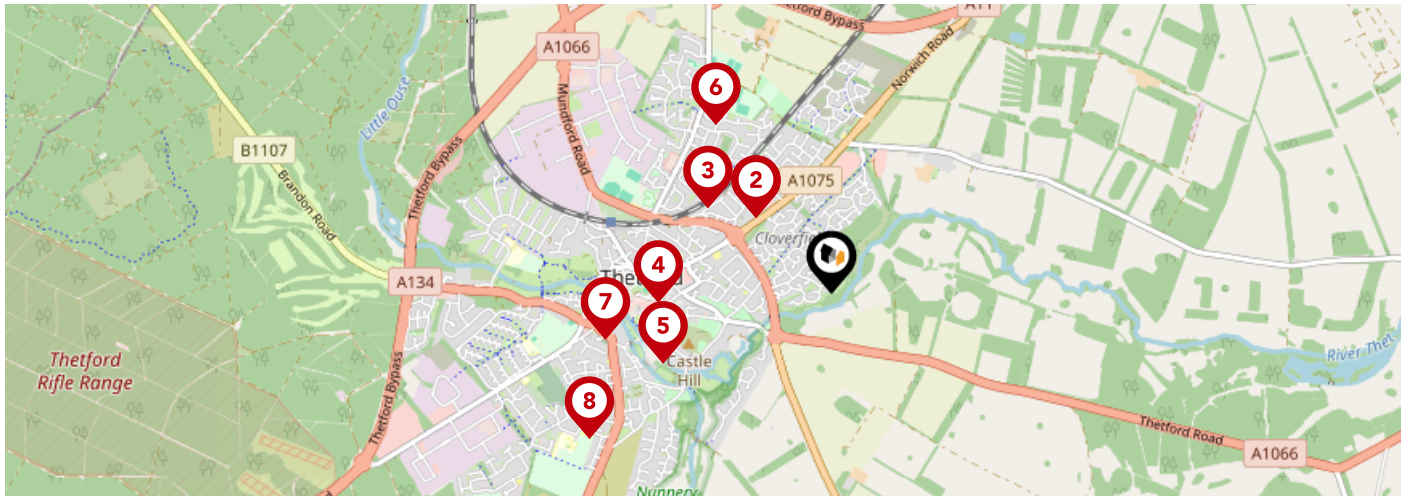 Thetford Bypass
A11
A1066
Norwich Road
Little Ouse
6
Mundford Road
B1107
Thetford Bypass
3
2
A1075
Brandon Road
4
A134
7
5
Castle
Hill
Thetford
Rifle Range
River Thet
Thetford Bypass
8
Thetford Road
A1066
Nunnery